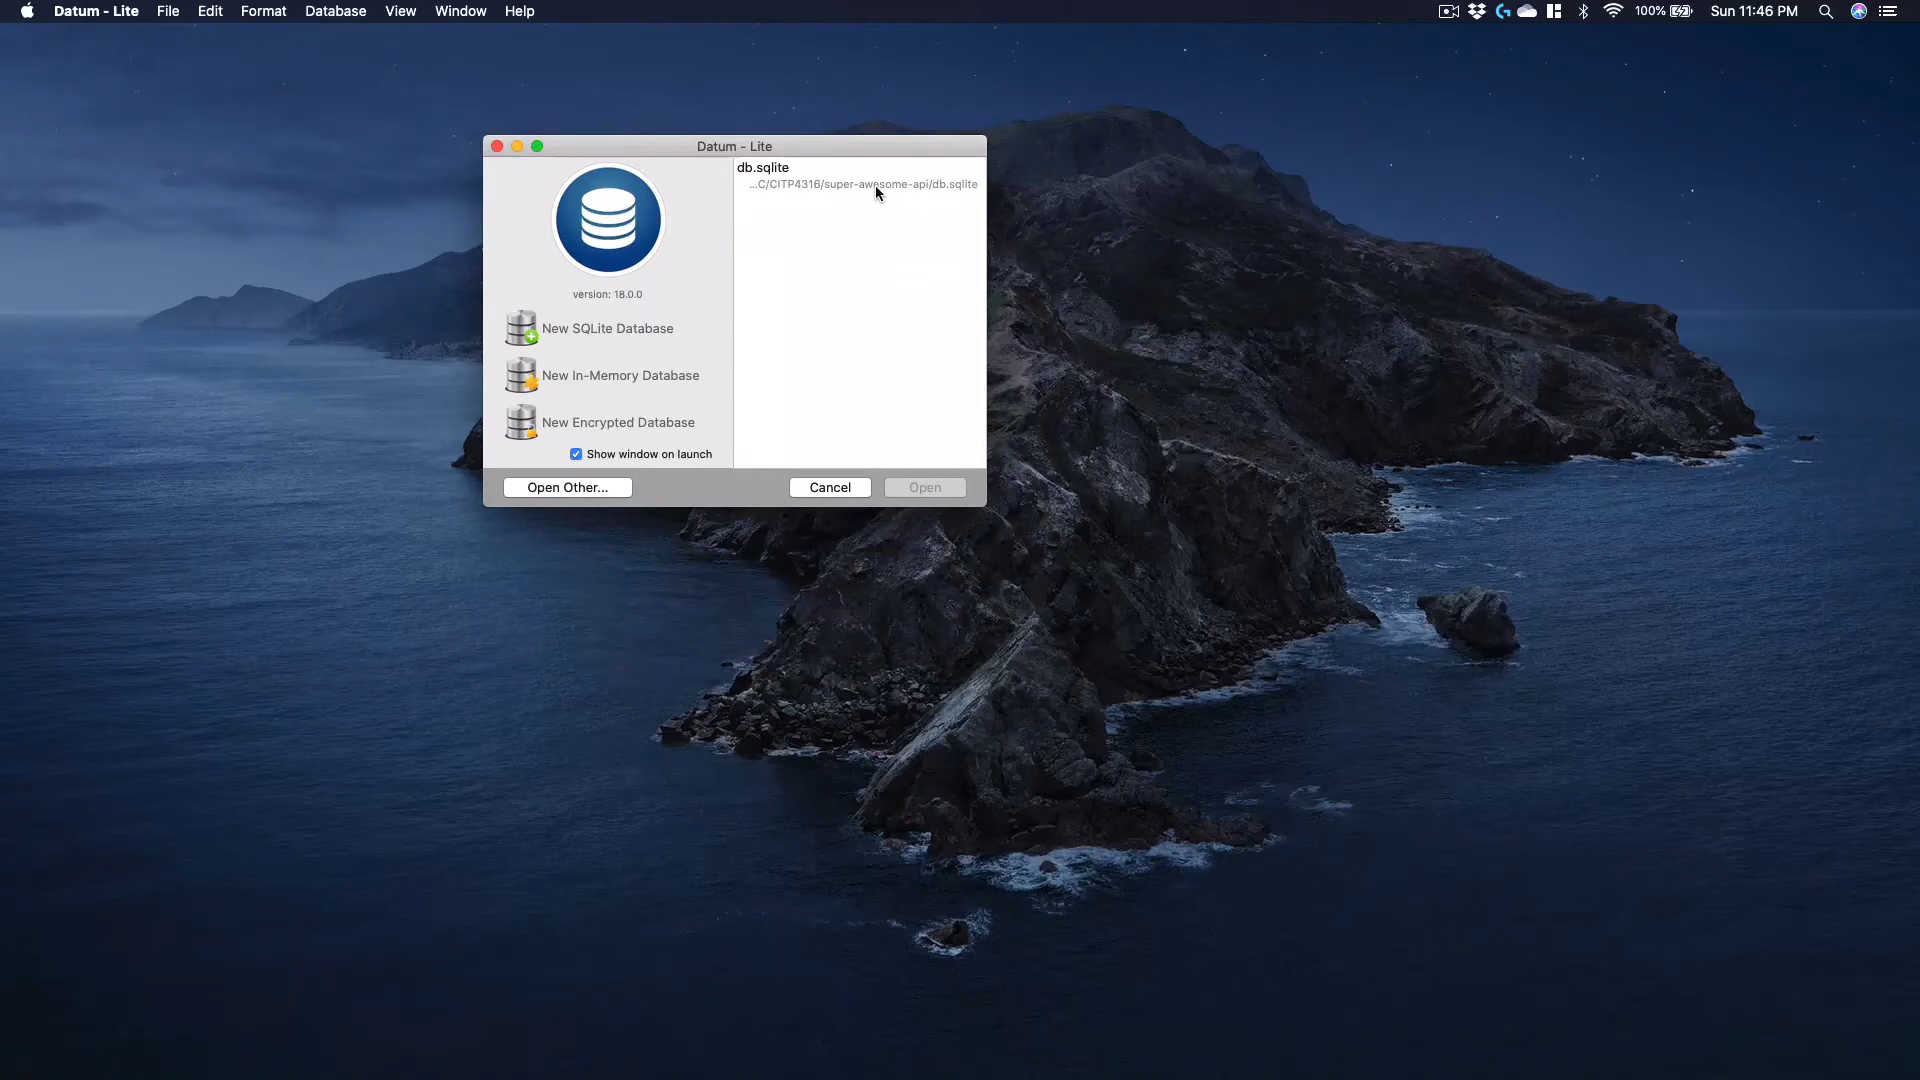 Datum - Lite File Edit Format Database View Window Help 100% Sun 11:46 PM
Datum - Lite
db.sqlite
...C/CITP4316/super-awesome-api/db.sqlite
version: 18.0.0
New SQLite Database
New In-Memory Database
New Encrypted Database
Show window on launch
Open Other... Cancel Open